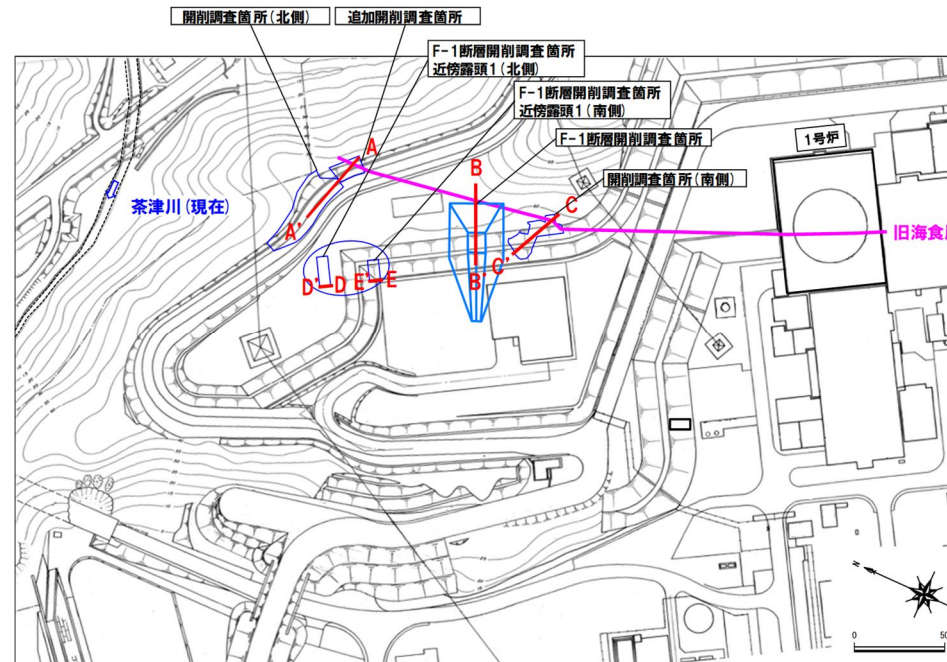 開削調査箇所(北側)
追加開削調査箇所
F-1断層開削調査箇所
近傍露頭1(北側)
F-1断層開削調査箇所
近傍露頭1(南側)
F-1断層開削調査箇所
開削調査箇所(南側)
1号炉
A
B
C
茶津川(現在)
A'
旧海食
C'
D'
D
E'
E
B'
N
0
50